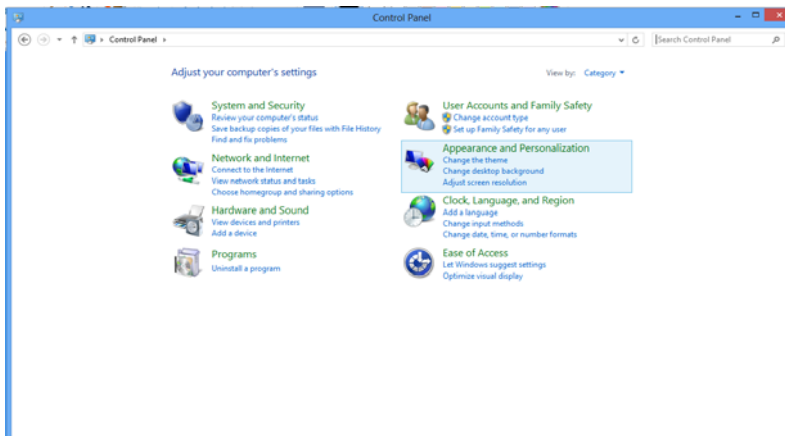 Control Panel
Control Panel
Search Control Panel
Adjust your computer's settings
View by: Category
System and Security
Review your computer's status
Save backup copies of your files with File History
Find and fix problems
Network and Internet
Connect to the Internet
View network status and tasks
Choose homegroup and sharing options
Hardware and Sound
View devices and printers
Add a device
Programs
Uninstall a program
User Accounts and Family Safety
Change account type
Set up Family Safety for any user
Appearance and Personalization
Change the theme
Change desktop background
Adjust screen resolution
Clock, Language, and Region
Add a language
Change input methods
Change date, time, or number formats
Ease of Access
Let Windows suggest settings
Optimize visual display